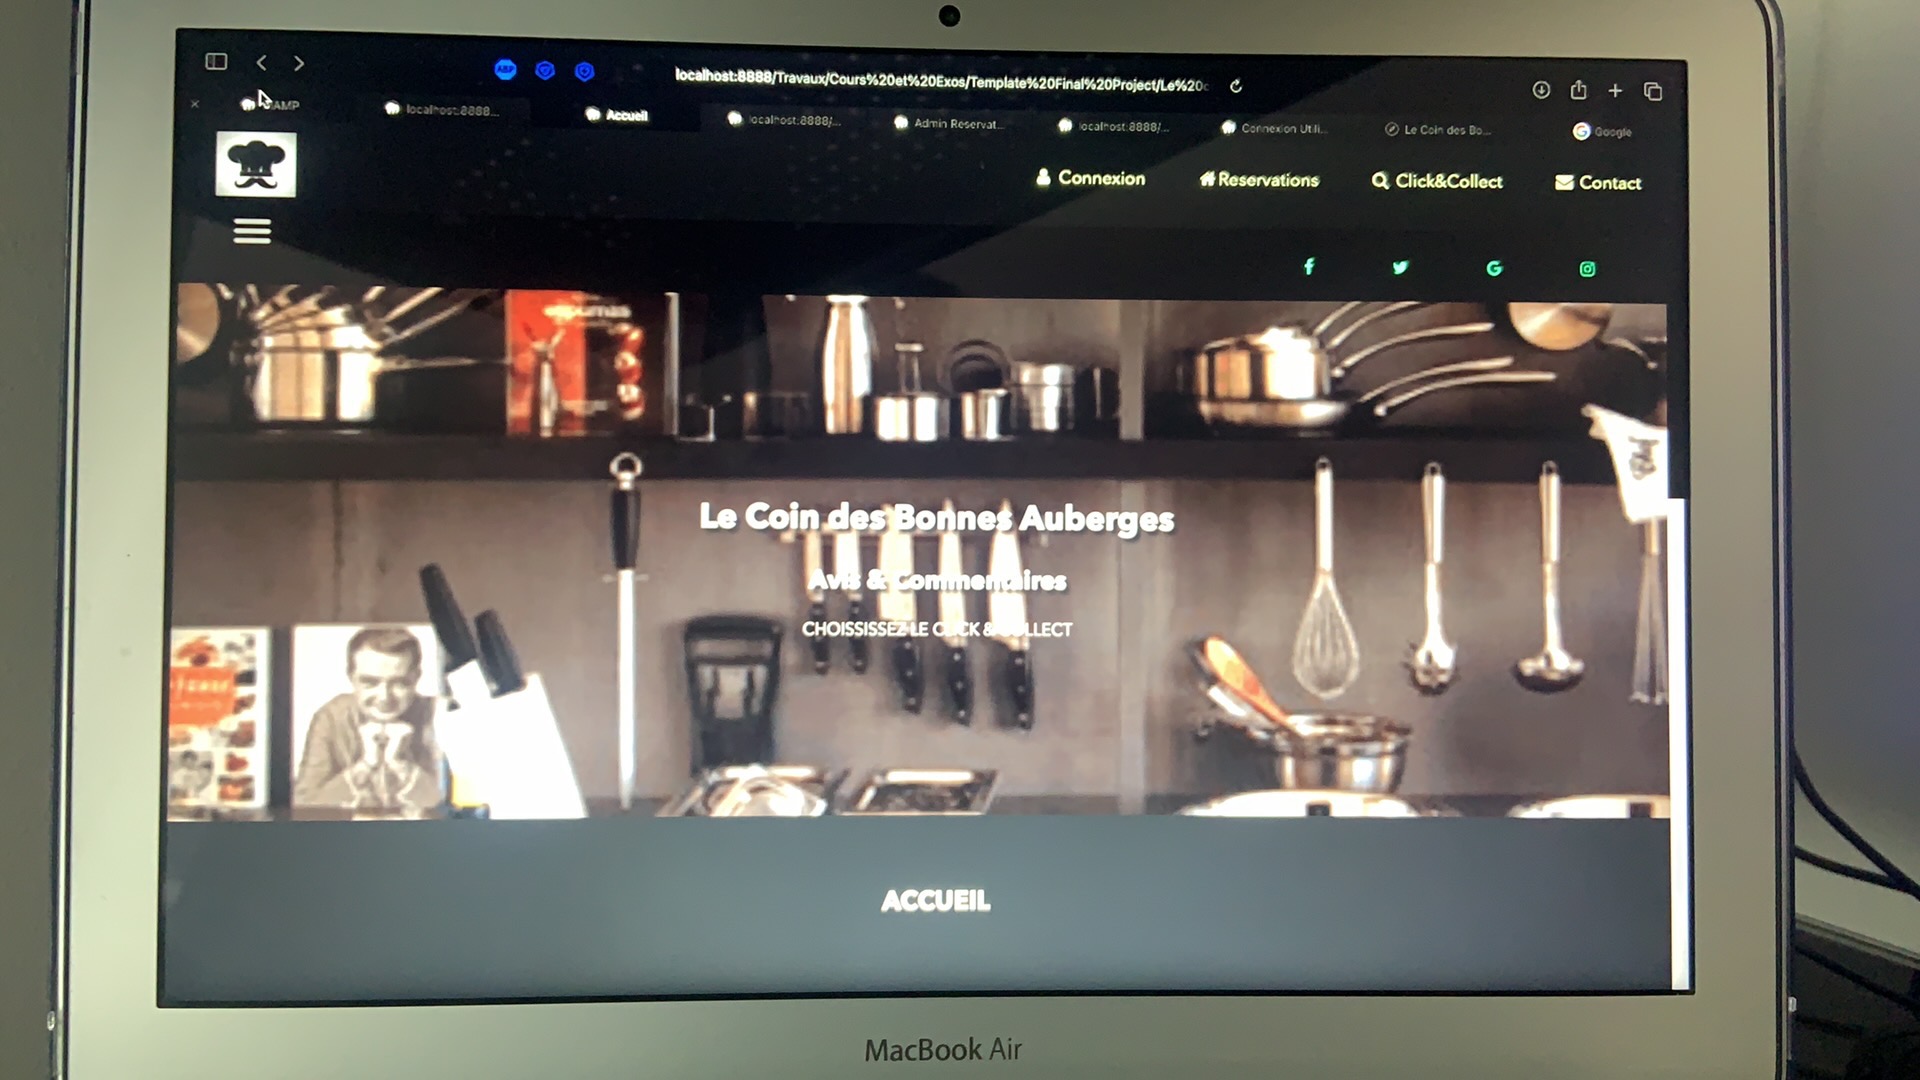 localhost:8888/Travaux/Cours%20et%20Exos/Template%20Final%20Project/Le%20
ABP
localhost:8888...
Accueil
localhost:8888/...
Admin Reservat...
localhost:8888/...
Connexion Utili...
Le Coin des Bo...
Google
Connexion
Reservations
Click&Collect
Contact
Le Coin des Bonnes Auberges
Avis & Commentaires
CHOISSISSEZ LE CLICK & COLLECT
ACCUEIL
MacBook Air